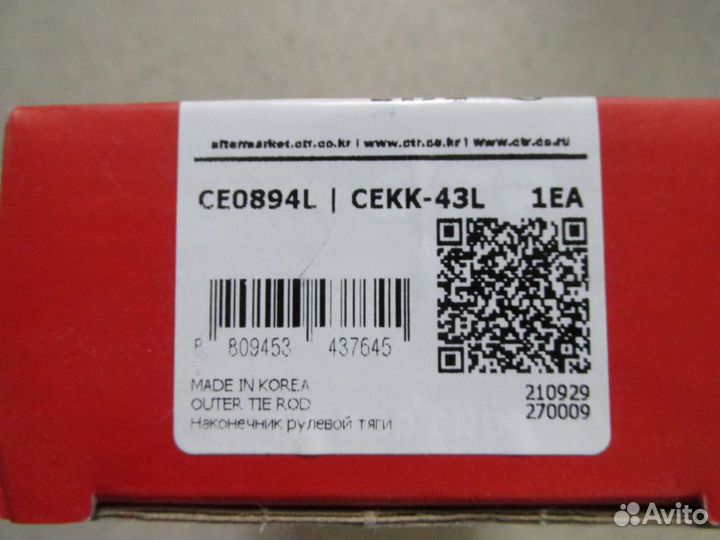 aftermarket.ctr.co.kr | www.ctr.co.kr | www.ctr.co.ru
CE0894L | CEKK-43L 1EA
8 809453 437645
MADE IN KOREA
OUTER TIE ROD
Наконечник рулевой тяги
210929
270009
Avito